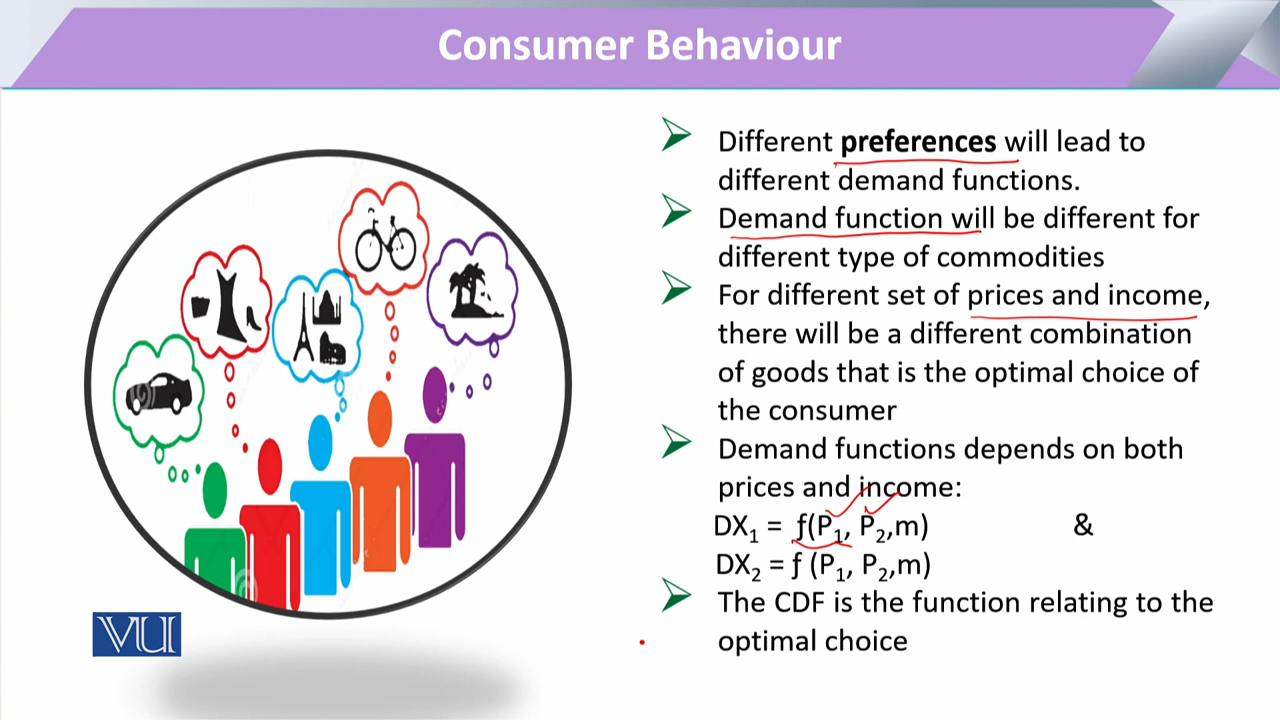 Consumer Behaviour
Different preferences will lead to
different demand functions.
Demand function will be different for
different type of commodities
For different set of prices and income,
there will be a different combination
of goods that is the optimal choice of
the consumer
Demand functions depends on both
prices and income:
DX₁ = ƒ(P₁, P₂,m) &
DX₂ = ƒ (P₁, P₂,m)
The CDF is the function relating to the
optimal choice
VU